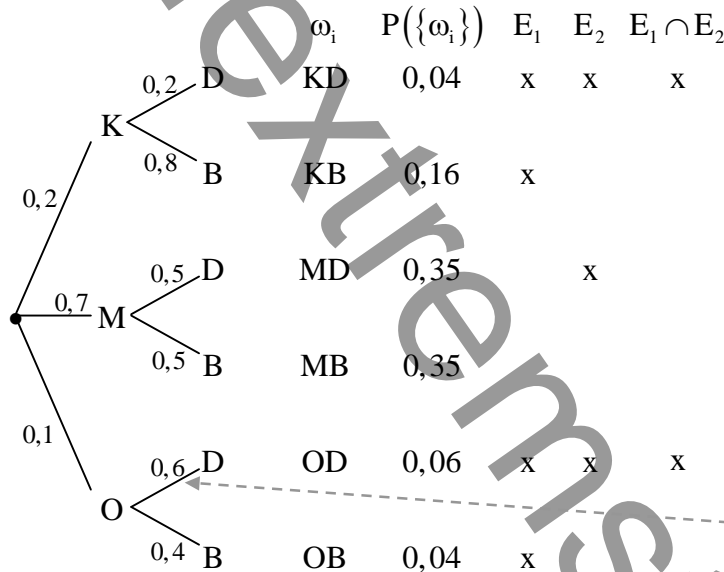 ωᵢ P({ωᵢ}) E₁ E₂ E₁∩E₂
0,2 D KD 0,04 x x x
K
0,8 B KB 0,16 x
0,2
0,5 D MD 0,35 x
0,7 M
0,5 B MB 0,35
0,1
0,6 D OD 0,06 x x x
O
0,4 B OB 0,04 x
extrems